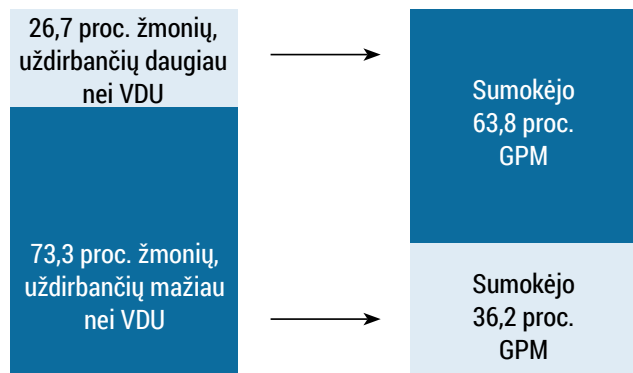 26,7 proc. žmonių,
uždirbančių daugiau
nei VDU
Sumokėjo
63,8 proc.
GPM
73,3 proc. žmonių,
uždirbančių mažiau
nei VDU
Sumokėjo
36,2 proc.
GPM